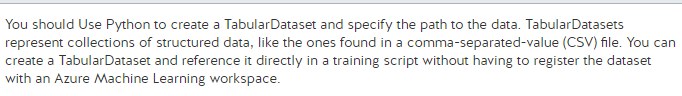 You should Use Python to create a TabularDataset and specify the path to the data. TabularDatasets
represent collections of structured data, like the ones found in a comma-separated-value (CSV) file. You can
create a TabularDataset and reference it directly in a training script without having to register the dataset
with an Azure Machine Learning workspace.